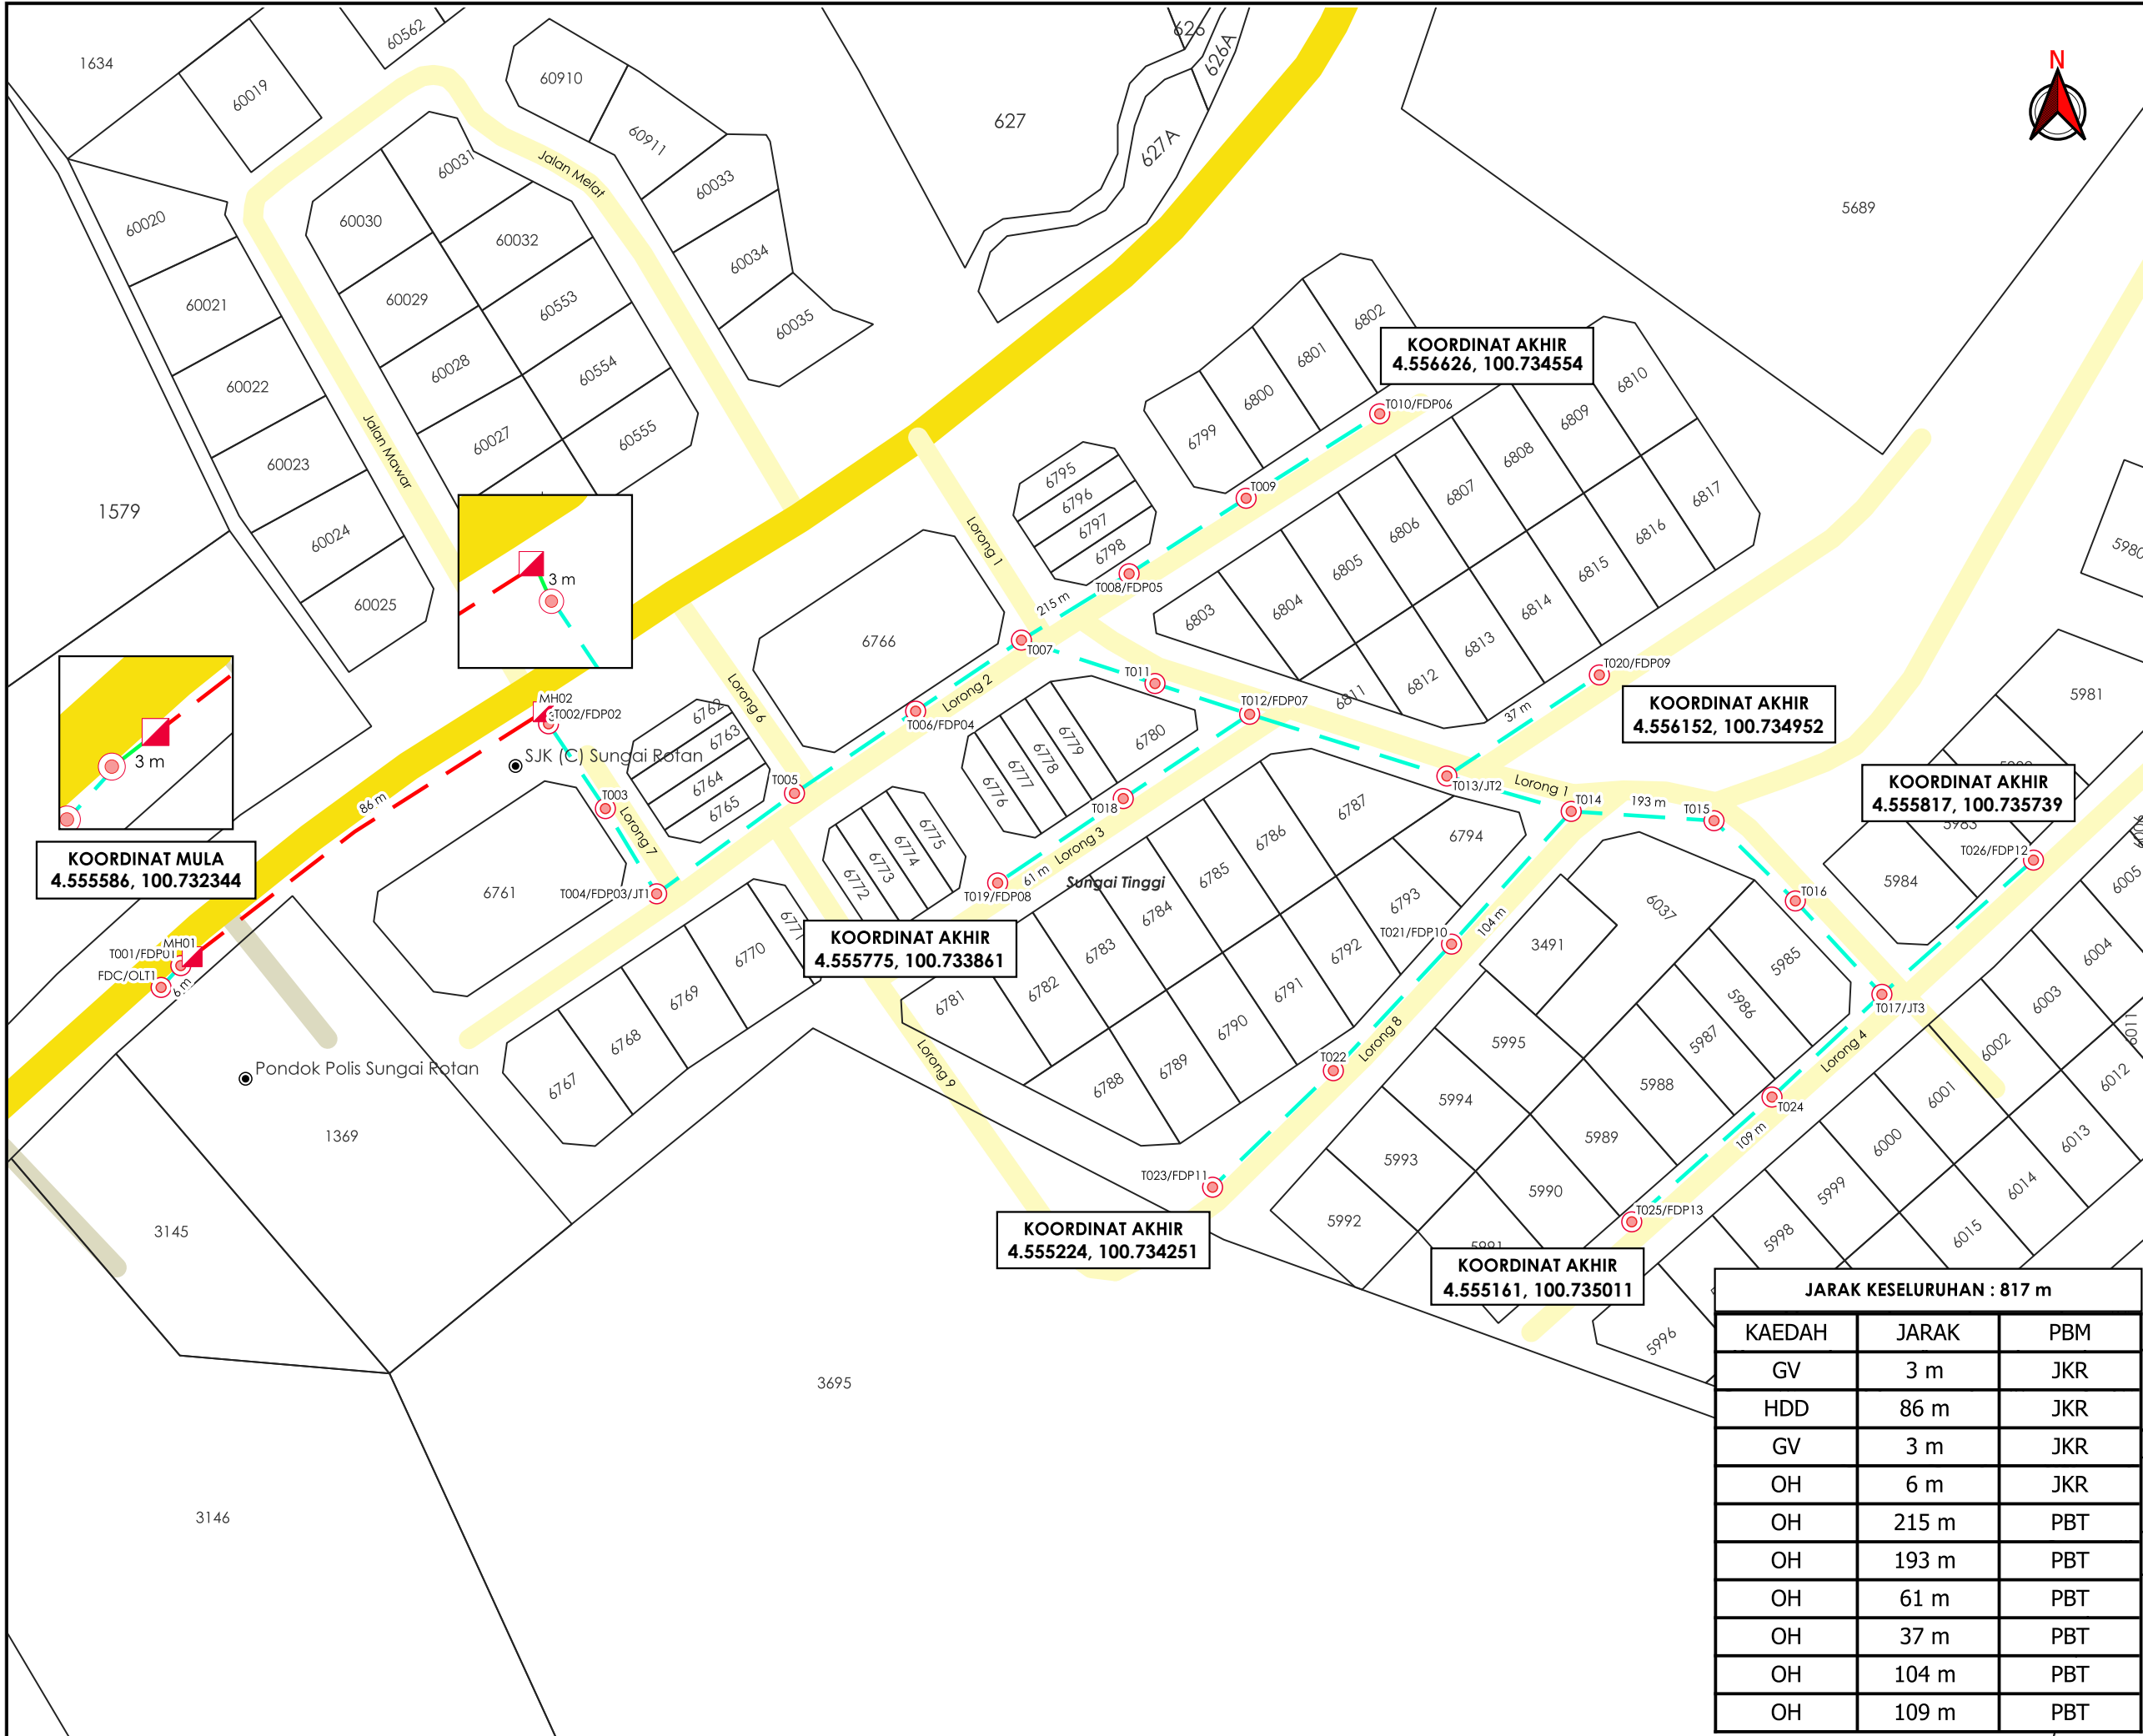 1634
60562
60019
60910
60911
626
626A
627
627A
N
5689
Jalan Melati
60031
60033
60030
60032
60034
60020
60021
60029
60553
60035
60022
60028
60554
60027
60555
60023
Jalan Mawar
1579
60024
60025
6802
6801
6800
6799
KOORDINAT AKHIR
4.556626, 100.734554
T010/FDP06
6810
6809
6808
6807
6806
6805
6804
6803
6817
6816
6815
6814
6813
6812
6811
5980
6795
6796
6797
6798
Lorong 1
T009
T008/FDP05
215 m
T007
3 m
6766
Lorong 6
Lorong 2
T006/FDP04
T011
T012/FDP07
T020/FDP09
37 m
KOORDINAT AKHIR
4.556152, 100.734952
5981
3 m
KOORDINAT MULA
4.555586, 100.732344
MH02
T002/FDP02
SJK (C) Sungai Rotan
86 m
6762
6763
6764
6765
T005
T003
Lorong 7
6761
T004/FDP03/JT1
6780
6779
6778
6777
6776
T018
Lorong 3
61 m
T019/FDP08
Sungai Tinggi
T013/JT2
Lorong 1
T014
193 m
T015
KOORDINAT AKHIR
4.555817, 100.735739
5983
T026/FDP12
5984
6005
T016
6775
6774
6773
6772
6787
6786
6785
6784
6783
6782
6781
6794
6793
6792
6791
6790
6789
6788
T021/FDP10
104 m
6037
3491
5985
5986
5987
5988
5989
5990
5995
5994
5993
5992
5991
T017/JT3
6004
6003
6002
6001
6000
5999
5998
5996
6011
6012
6013
6014
6015
MH01
T001/FDP01
FDC/OLT1
6 m
6771
6770
6769
6768
6767
KOORDINAT AKHIR
4.555775, 100.733861
Lorong 9
T022
Lorong 8
Lorong 4
T024
109 m
Pondok Polis Sungai Rotan
1369
T023/FDP11
T025/FDP13
3145
KOORDINAT AKHIR
4.555224, 100.734251
KOORDINAT AKHIR
4.555161, 100.735011
3695
3146
JARAK KESELURUHAN : 817 m
KAEDAH JARAK PBM
GV 3 m JKR
HDD 86 m JKR
GV 3 m JKR
OH 6 m JKR
OH 215 m PBT
OH 193 m PBT
OH 61 m PBT
OH 37 m PBT
OH 104 m PBT
OH 109 m PBT